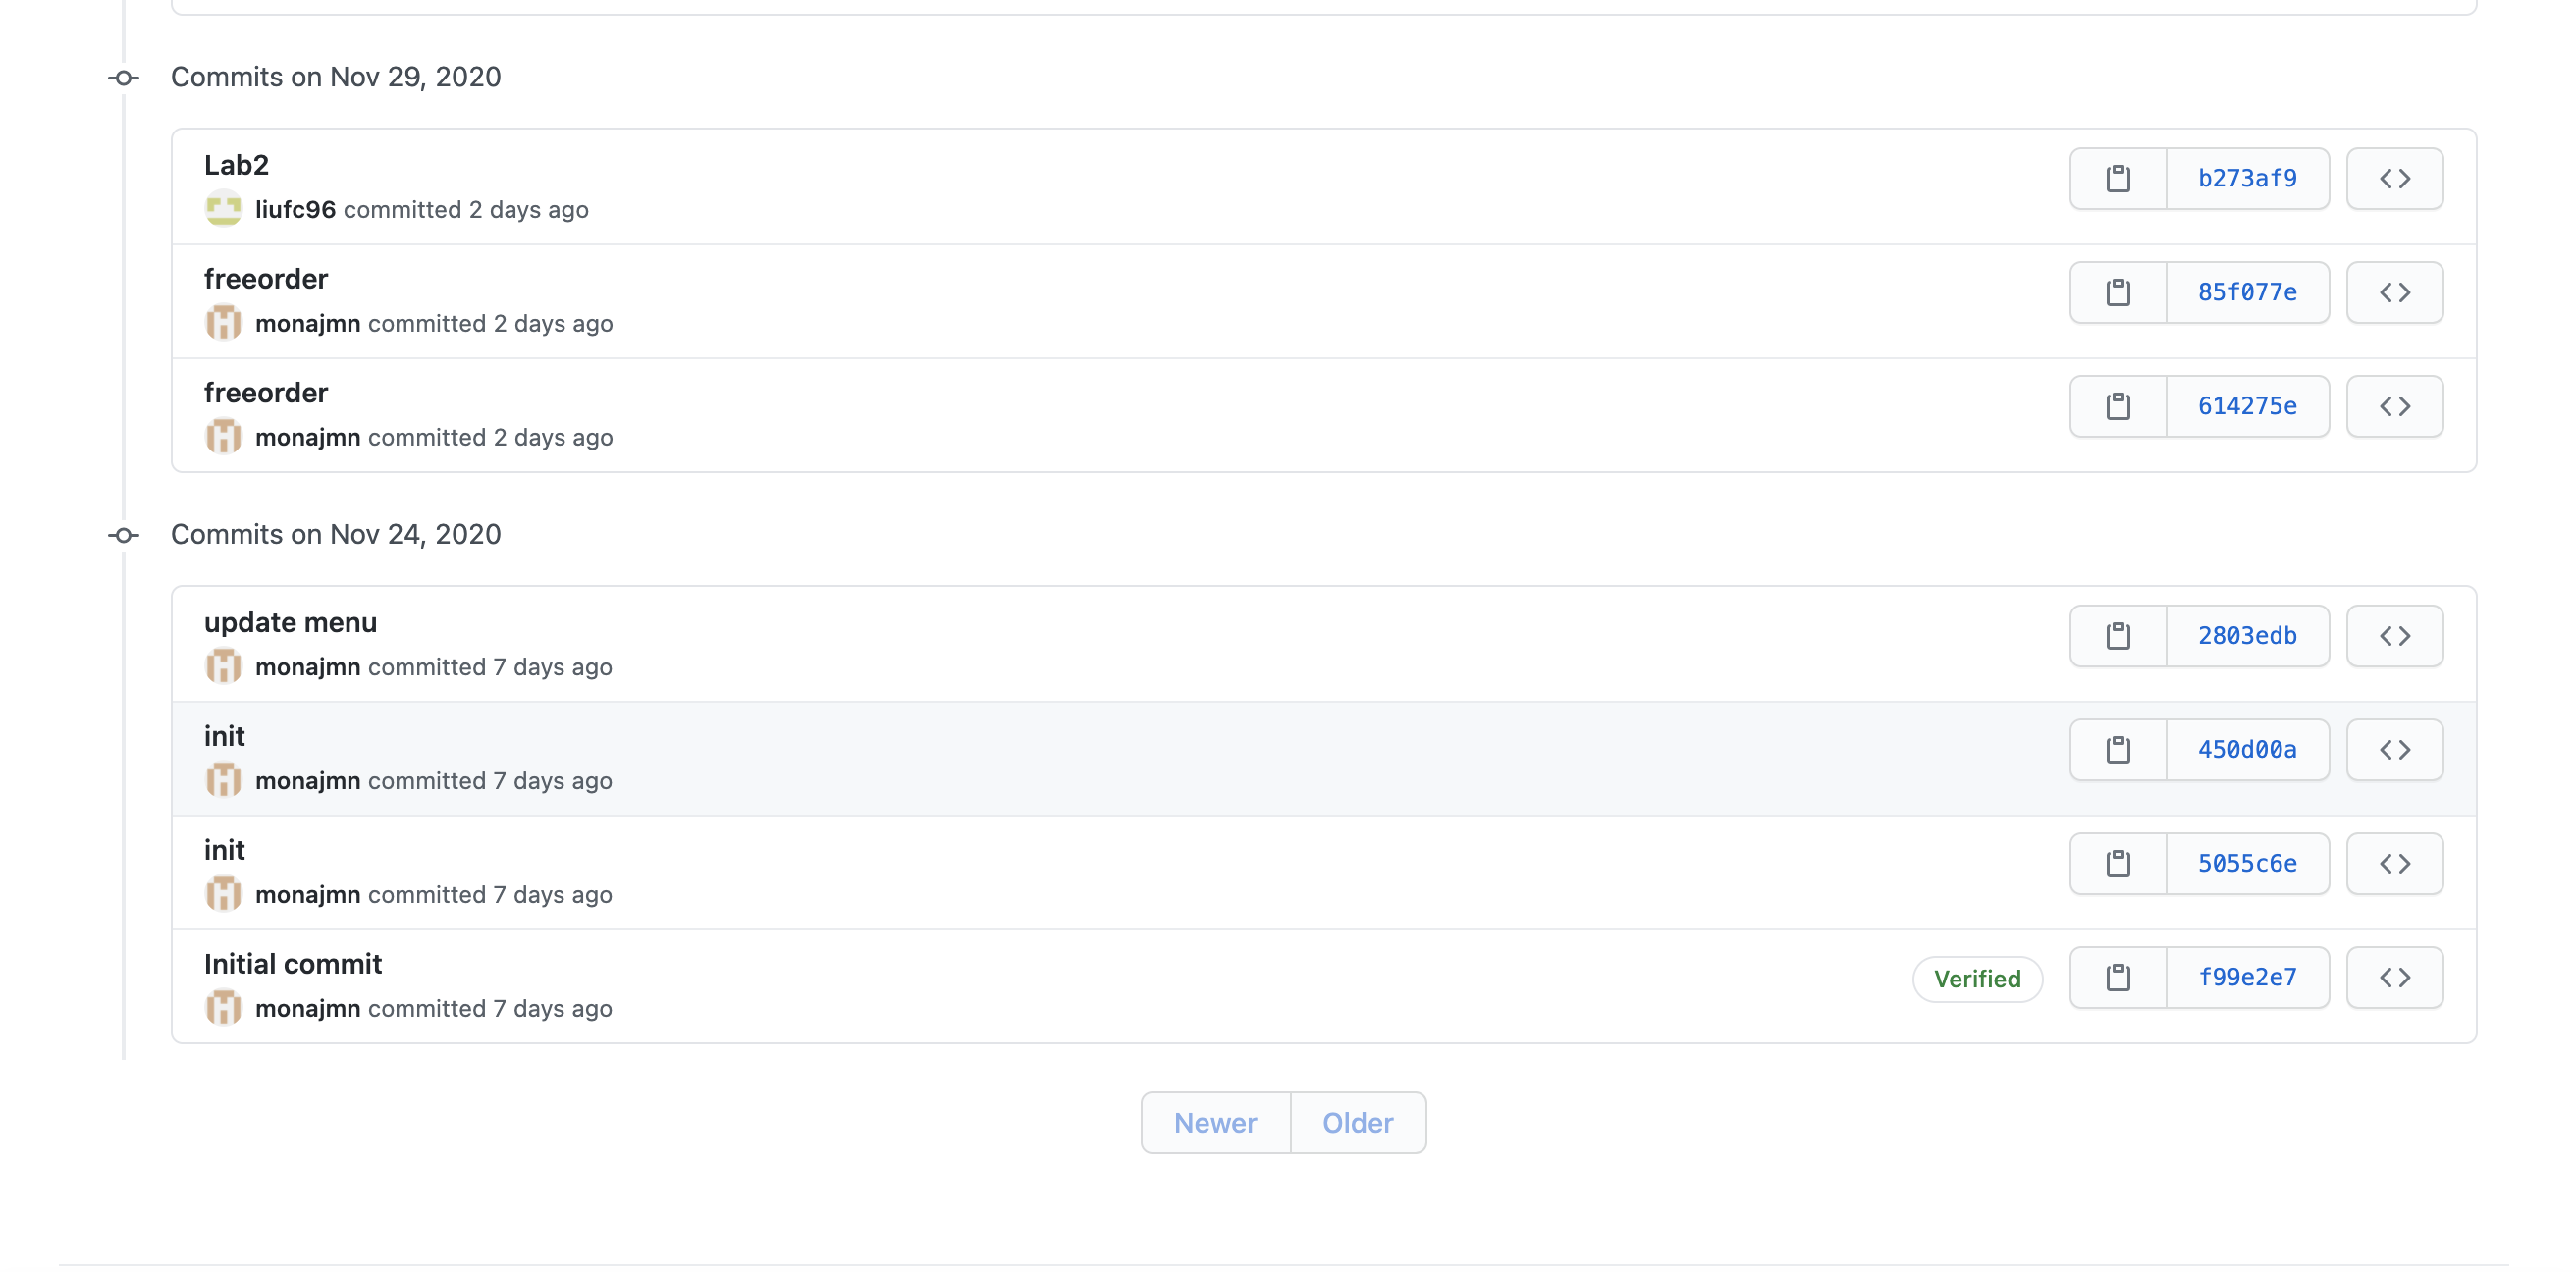 Commits on Nov 29, 2020
Lab2
b273af9
liufc96 committed 2 days ago
freeorder
85f077e
monajmn committed 2 days ago
freeorder
614275e
monajmn committed 2 days ago
Commits on Nov 24, 2020
update menu
2803edb
monajmn committed 7 days ago
init
450d00a
monajmn committed 7 days ago
init
5055c6e
monajmn committed 7 days ago
Initial commit
Verified f99e2e7
monajmn committed 7 days ago
Newer Older